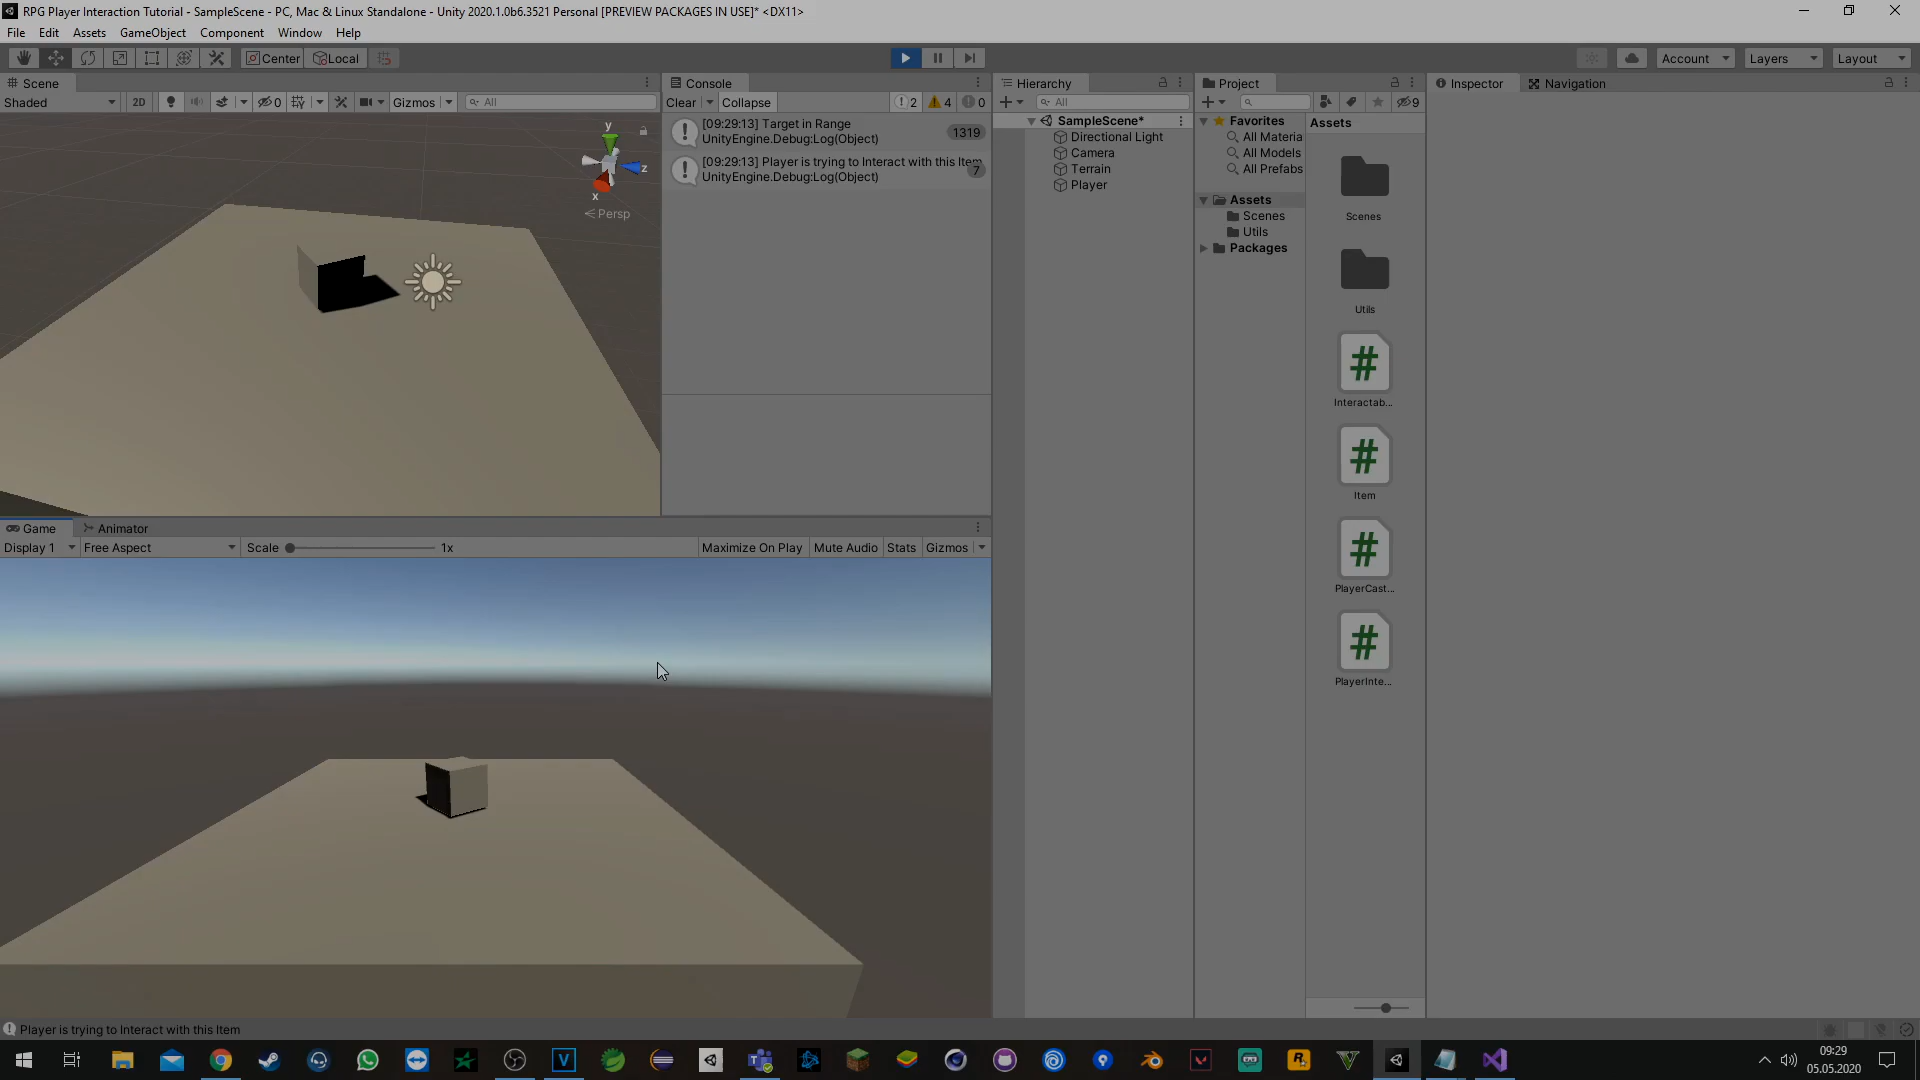 RPG Player Interaction Tutorial - SampleScene - PC, Mac & Linux Standalone - Unity 2020.1.0b6.3521 Personal [PREVIEW PACKAGES IN USE]* <DX11>
File Edit Assets GameObject Component Window Help
Center Local Account Layers Layout
Scene
Shaded 2D 0 Gizmos All
y
z
x
Persp
Console
Clear Collapse 2 4 0
[09:29:13] Target in Range
UnityEngine.Debug:Log(Object)
1319
[09:29:13] Player is trying to Interact with this Item
UnityEngine.Debug:Log(Object)
7
Hierarchy
All
SampleScene*
Directional Light
Camera
Terrain
Player
Project
9
Favorites
All Materia
All Models
All Prefabs
Assets
Scenes
Utils
Packages
Assets
Scenes
Utils
Interactab...
Item
PlayerCast...
PlayerInte...
Inspector Navigation
Game Animator
Display 1 Free Aspect Scale 1x Maximize On Play Mute Audio Stats Gizmos
Player is trying to Interact with this Item
09:29
05.05.2020